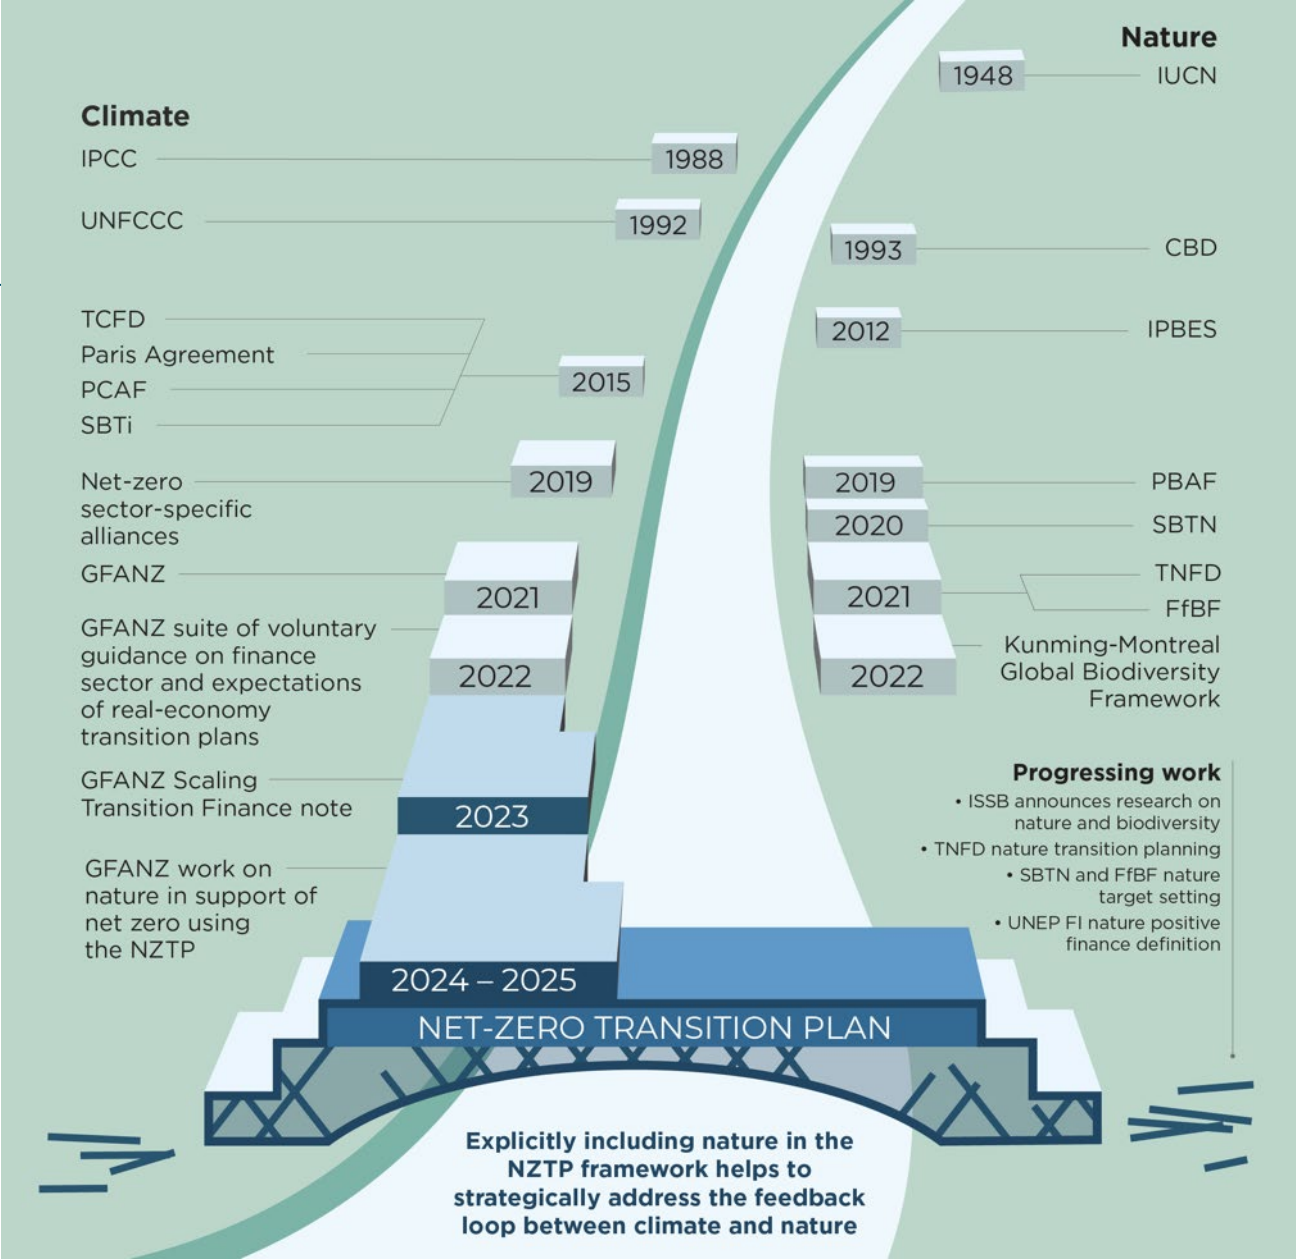 Climate
IPCC
1988
UNFCCC
1992
TCFD
Paris Agreement
PCAF
SBTi
2015
Net-zero
sector-specific
alliances
2019
GFANZ
2021
GFANZ suite of voluntary
guidance on finance
sector and expectations
of real-economy
transition plans
2022
GFANZ Scaling
Transition Finance note
2023
GFANZ work on
nature in support of
net zero using
the NZTP
2024 – 2025
Nature
1948
IUCN
1993
CBD
2012
IPBES
2019
PBAF
2020
SBTN
2021
TNFD
FfBF
2022
Kunming-Montreal
Global Biodiversity
Framework
Progressing work
• ISSB announces research on
nature and biodiversity
• TNFD nature transition planning
• SBTN and FfBF nature
target setting
• UNEP FI nature positive
finance definition
NET-ZERO TRANSITION PLAN
Explicitly including nature in the
NZTP framework helps to
strategically address the feedback
loop between climate and nature